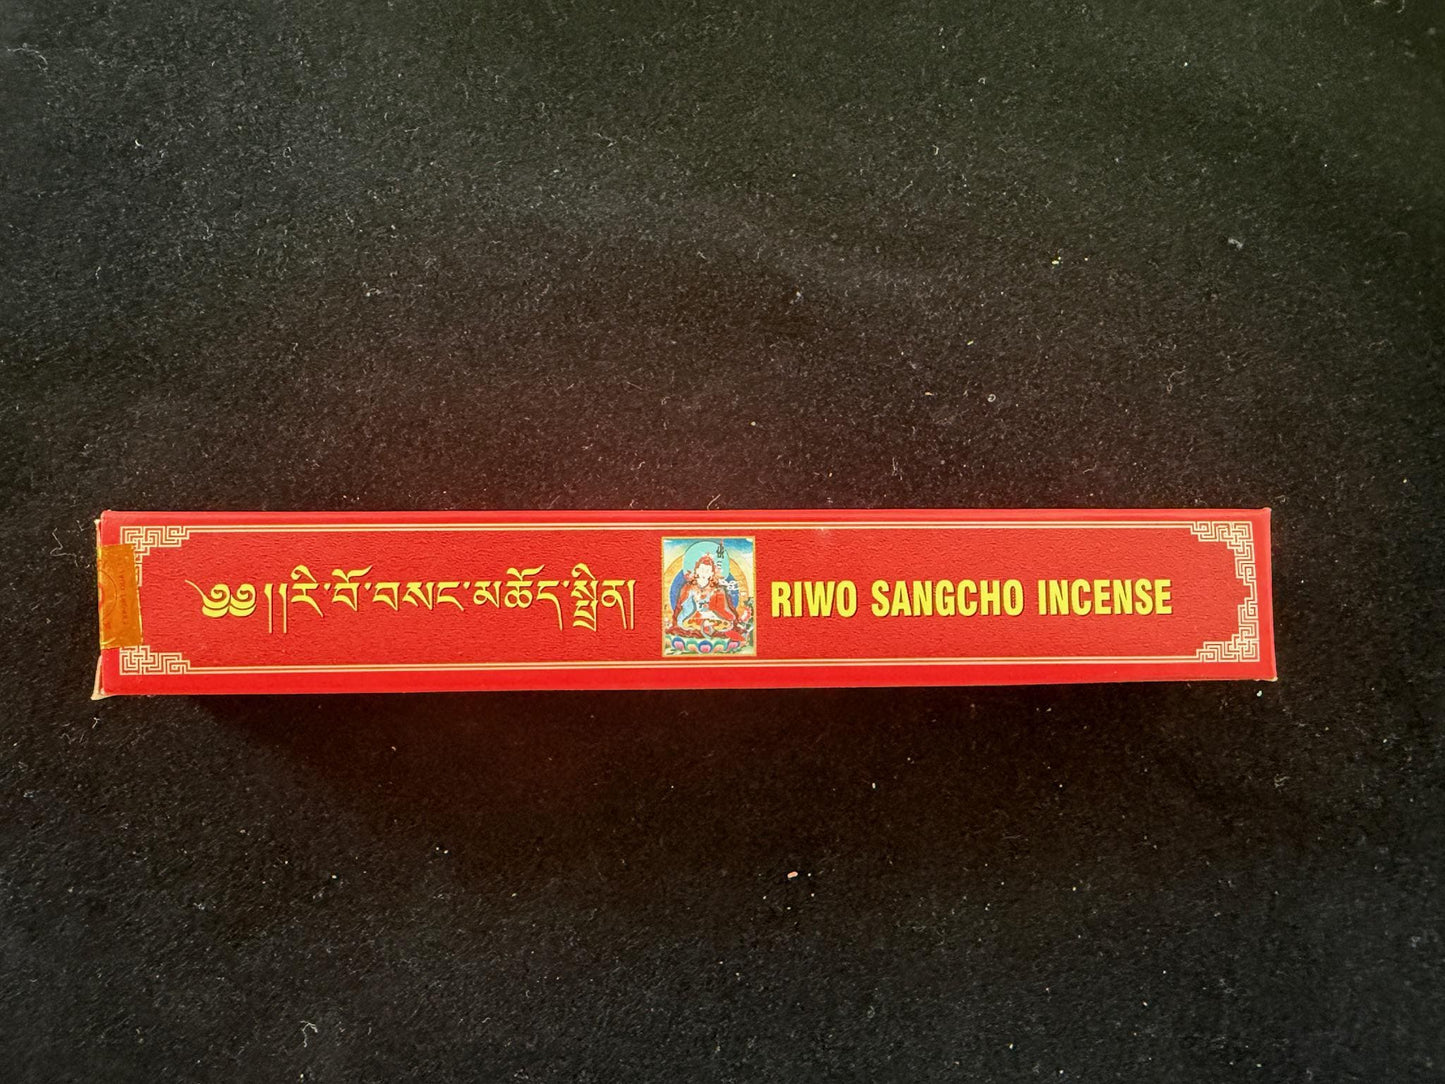 ༄༅།།རི་བོ་བསང་མཆོད་སྤྲིན།
RIWO SANGCHO INCENSE